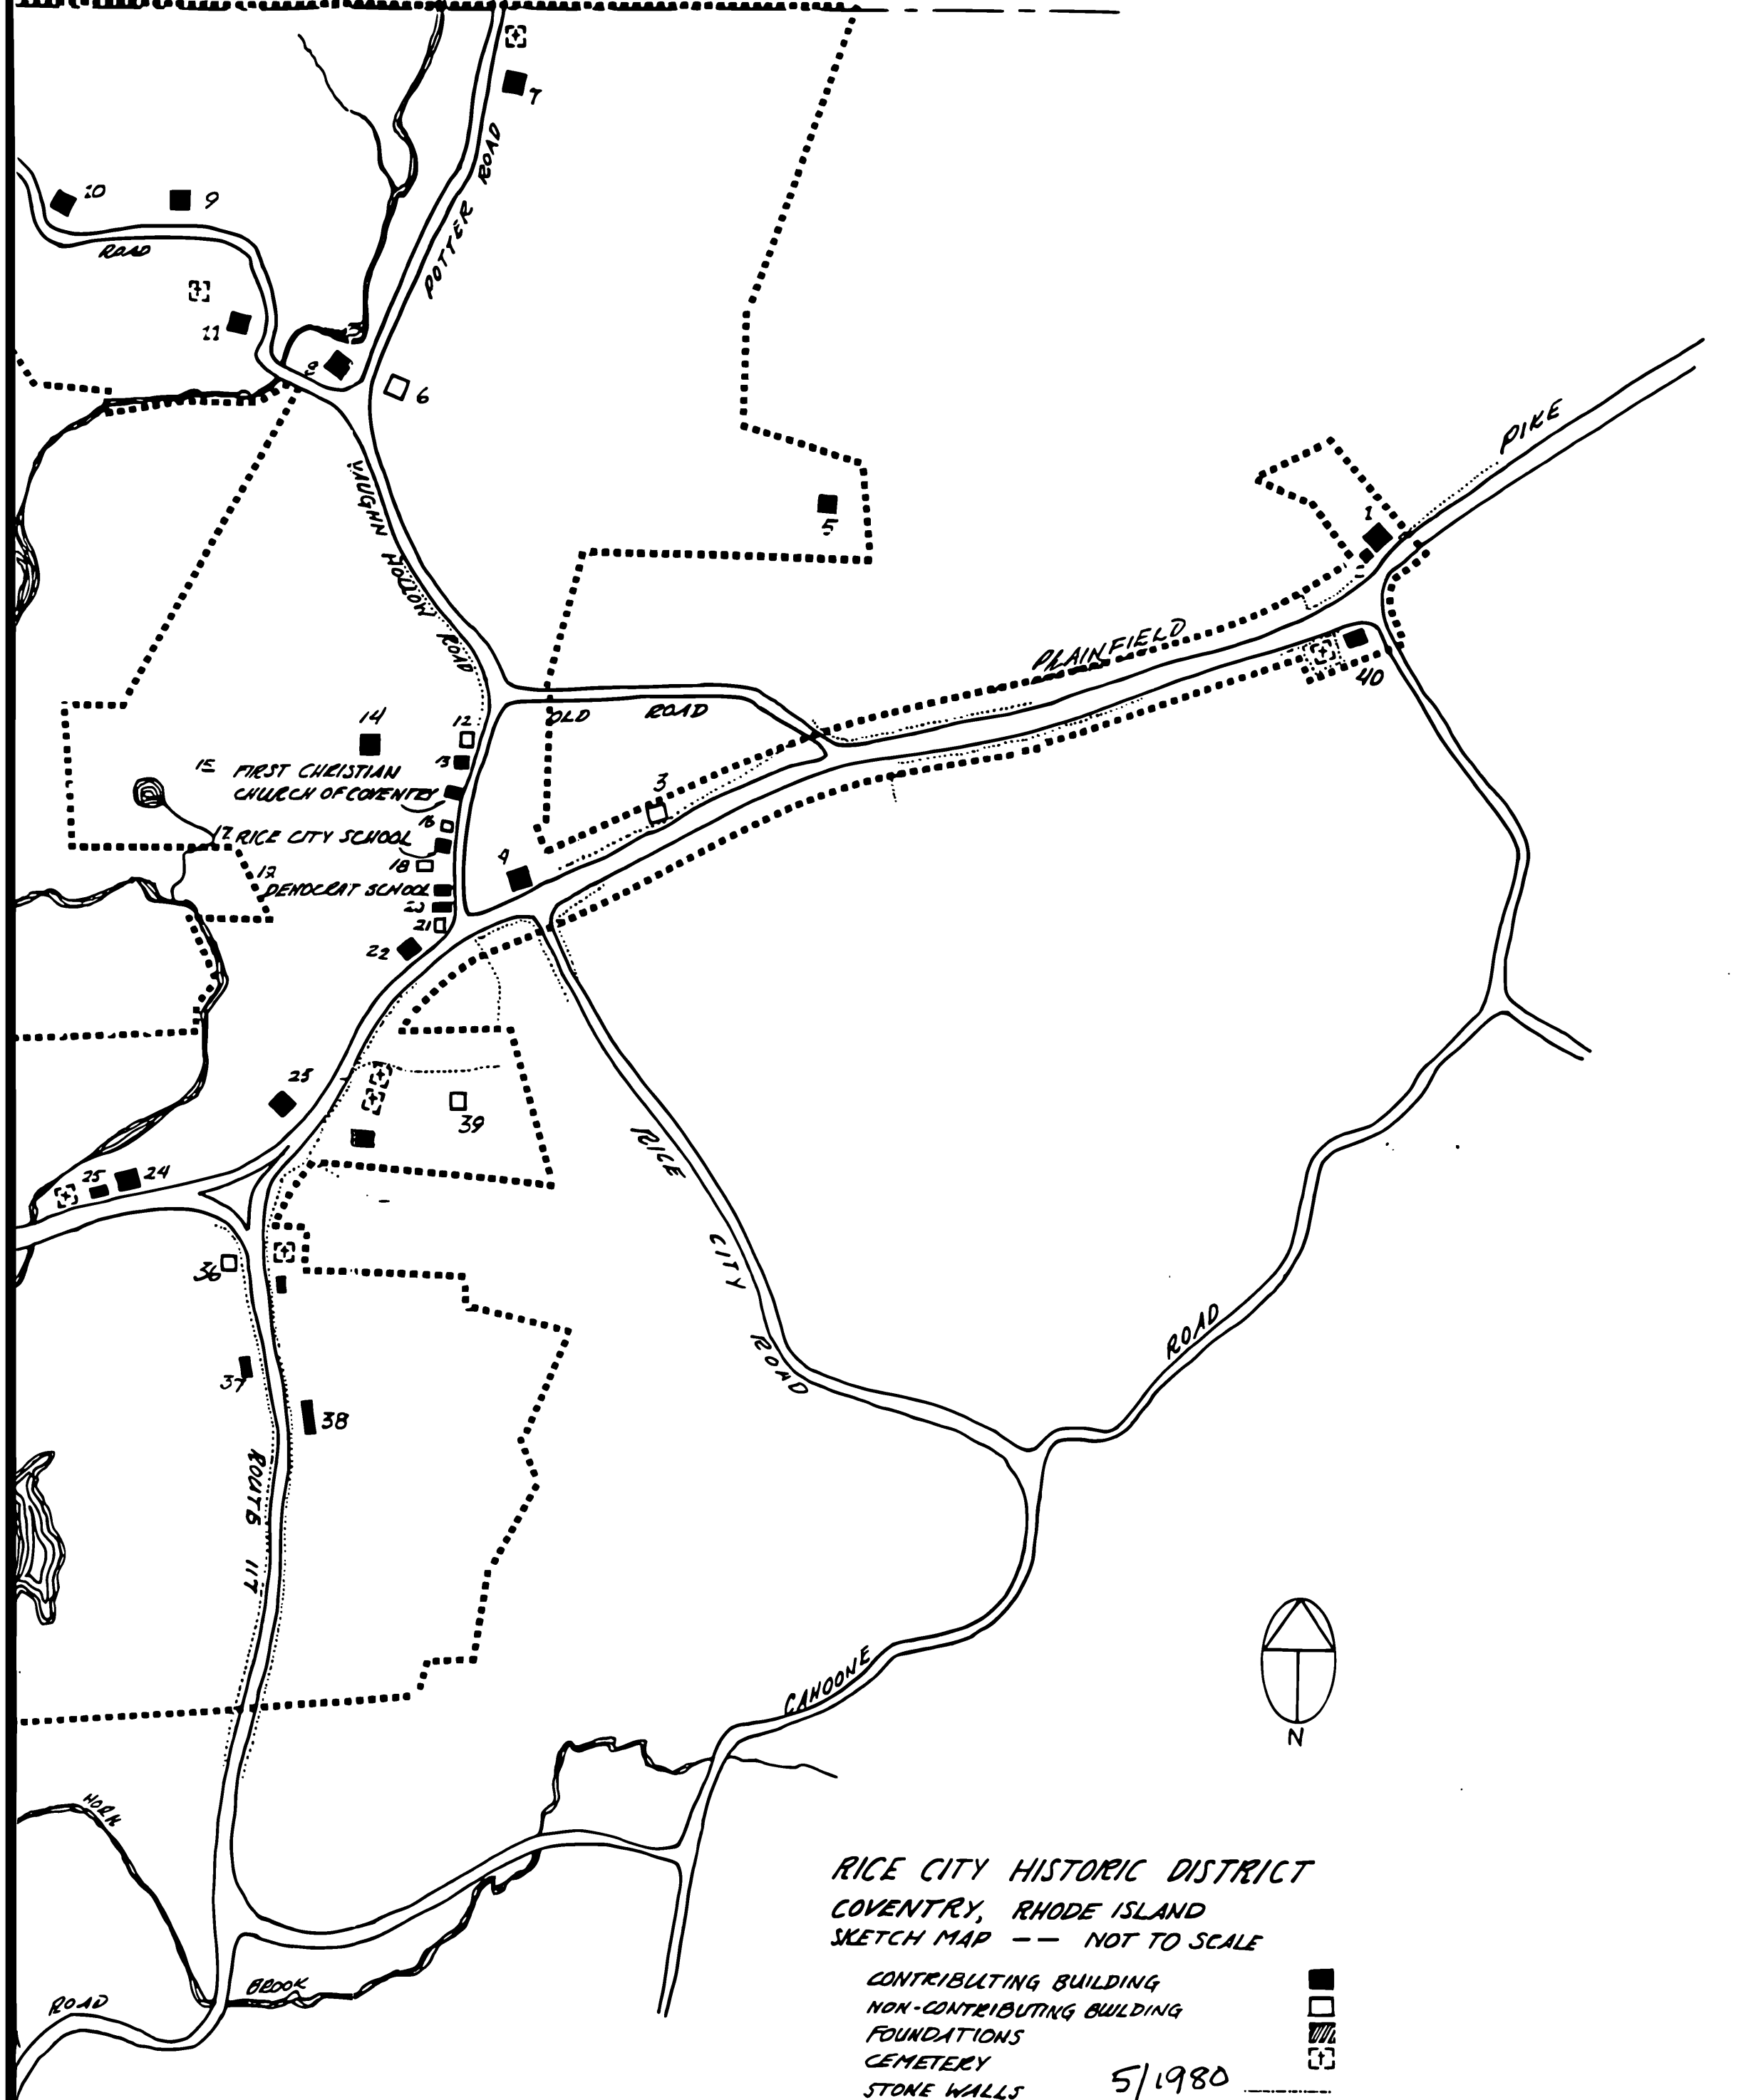 7
POTTER ROAD
10
9
ROAD
11
8
6
VAUGHN HOLLOW ROAD
5
PIKE
1
PLAINFIELD
40
OLD ROAD
14
12
13
15 FIRST CHRISTIAN
CHURCH OF COVENTRY
3
16
17 RICE CITY SCHOOL
18
4
DEMOCRAT SCHOOL
20
21
22
23
39
25
24
RICE CITY ROAD
36
37
38
ROUTE 117
ROAD
CAHOONE
N
HORN
BROOK
ROAD
RICE CITY HISTORIC DISTRICT
COVENTRY, RHODE ISLAND
SKETCH MAP -- NOT TO SCALE
CONTRIBUTING BUILDING
NON-CONTRIBUTING BUILDING
FOUNDATIONS
CEMETERY
STONE WALLS
5/1980